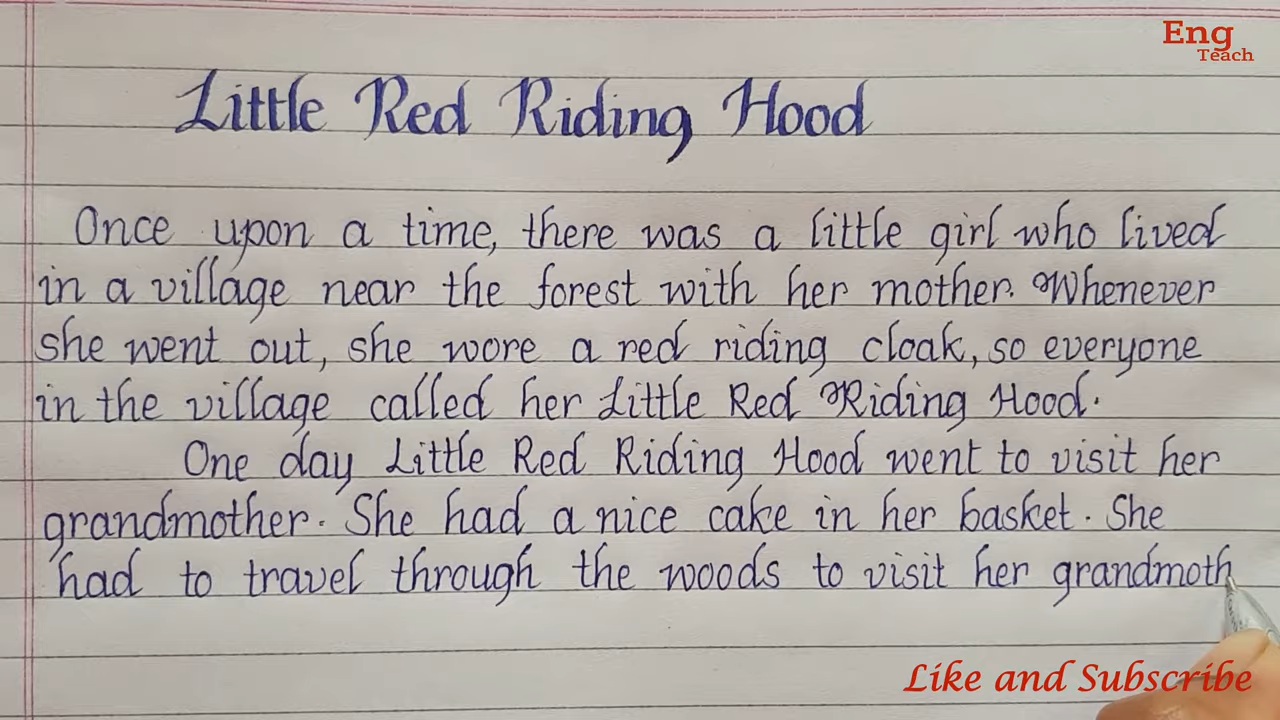 Eng
Teach
Little Red Riding Hood
Once upon a time, there was a little girl who lived
in a village near the forest with her mother. Whenever
she went out, she wore a red riding cloak, so everyone
in the village called her Little Red Riding Hood.
One day Little Red Riding Hood went to visit her
grandmother. She had a nice cake in her basket. She
had to travel through the woods to visit her grandmoth
Like and Subscribe